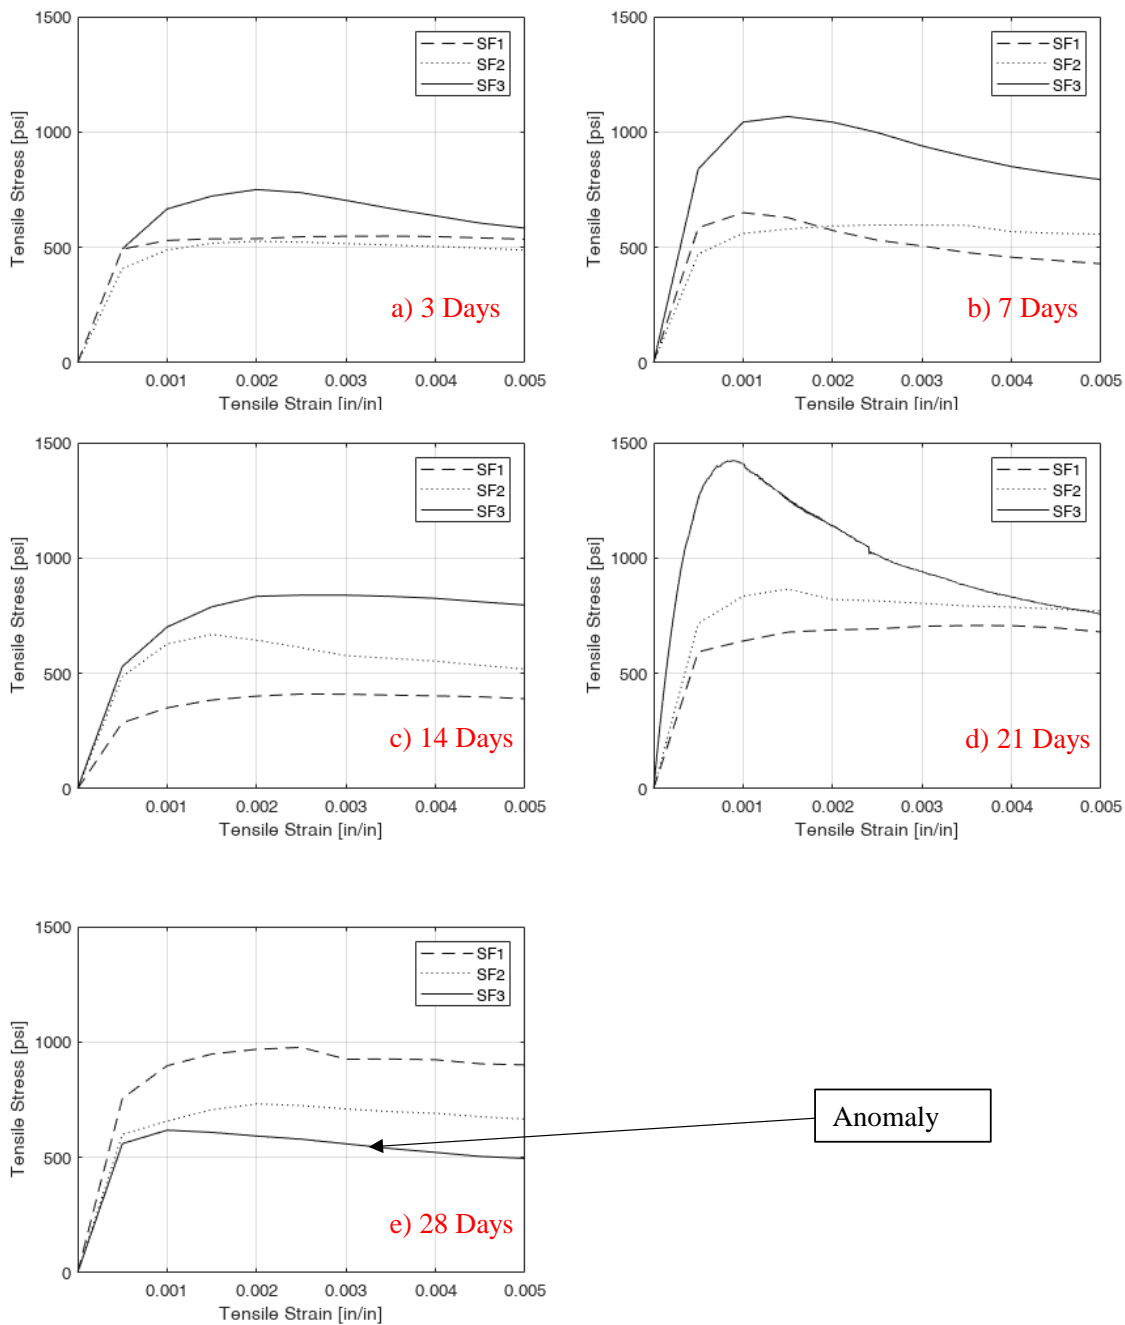 1500
1000
500
0
Tensile Stress [psi]
SF1
SF2
SF3
a) 3 Days
0.001 0.002 0.003 0.004 0.005
Tensile Strain [in/in]
1500
1000
500
0
Tensile Stress [psi]
SF1
SF2
SF3
b) 7 Days
0.001 0.002 0.003 0.004 0.005
Tensile Strain [in/in]
1500
1000
500
0
Tensile Stress [psi]
SF1
SF2
SF3
c) 14 Days
0.001 0.002 0.003 0.004 0.005
Tensile Strain [in/in]
1500
1000
500
0
Tensile Stress [psi]
SF1
SF2
SF3
d) 21 Days
0.001 0.002 0.003 0.004 0.005
Tensile Strain [in/in]
1500
1000
500
0
Tensile Stress [psi]
SF1
SF2
SF3
Anomaly
e) 28 Days
0.001 0.002 0.003 0.004 0.005
Tensile Strain [in/in]